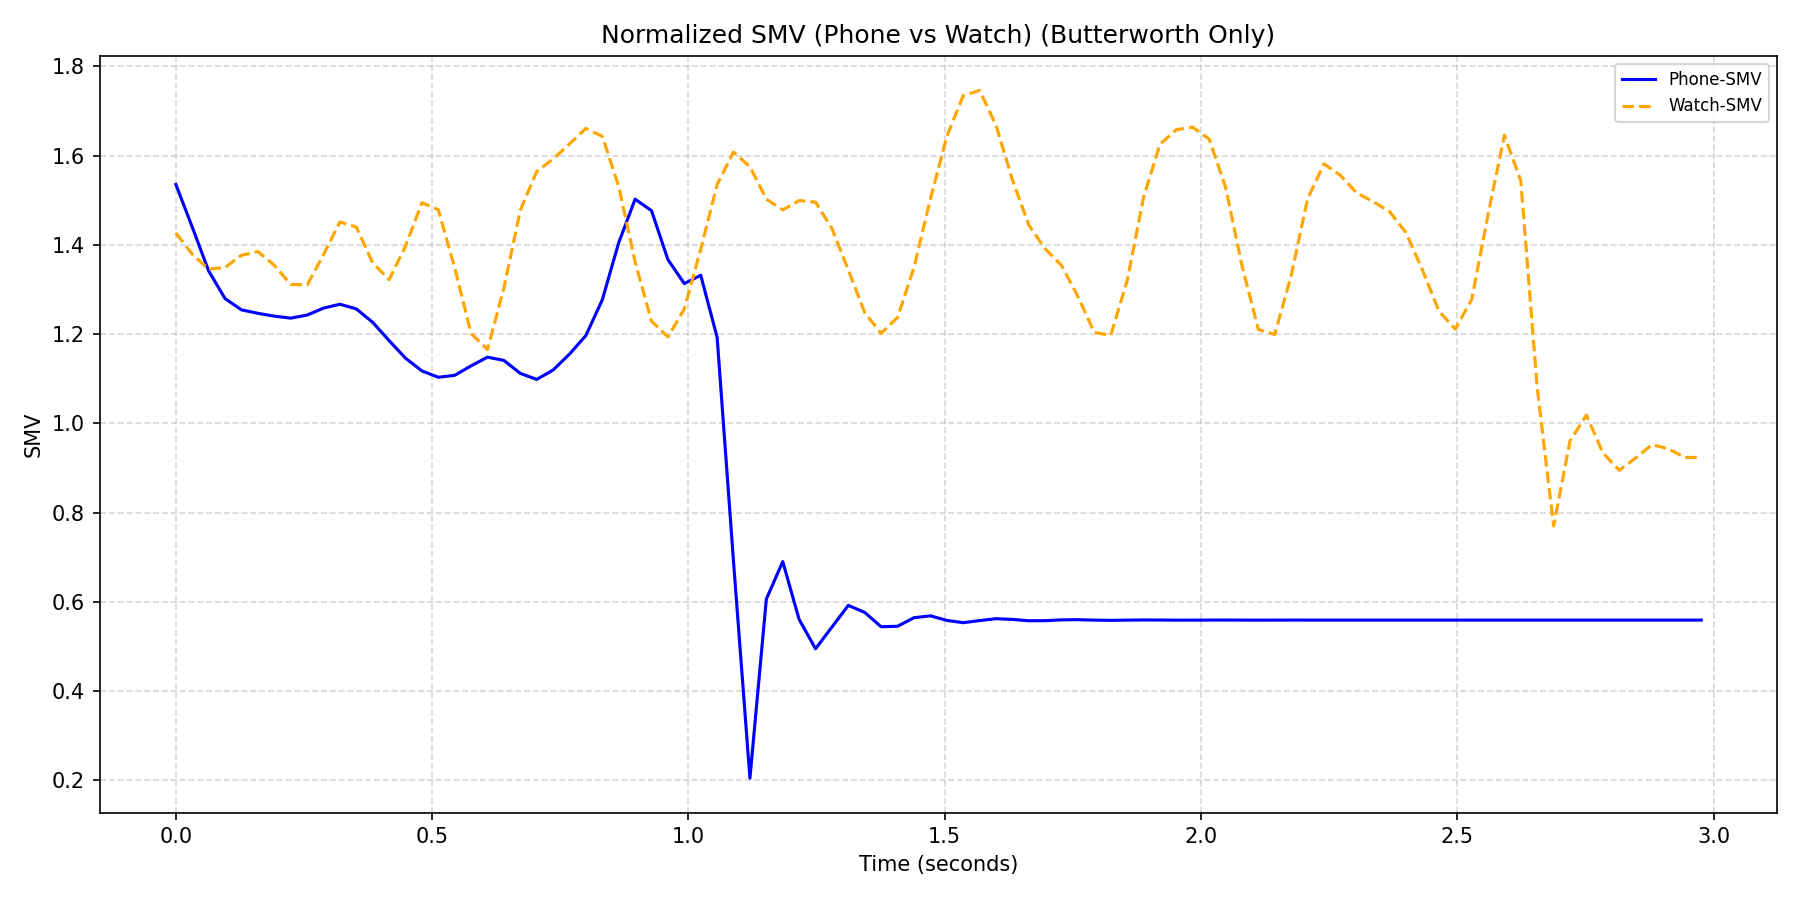 Normalized SMV (Phone vs Watch) (Butterworth Only)
Phone-SMV
Watch-SMV
SMV
1.8
1.6
1.4
1.2
1.0
0.8
0.6
0.4
0.2
0.0 0.5 1.0 1.5 2.0 2.5 3.0
Time (seconds)